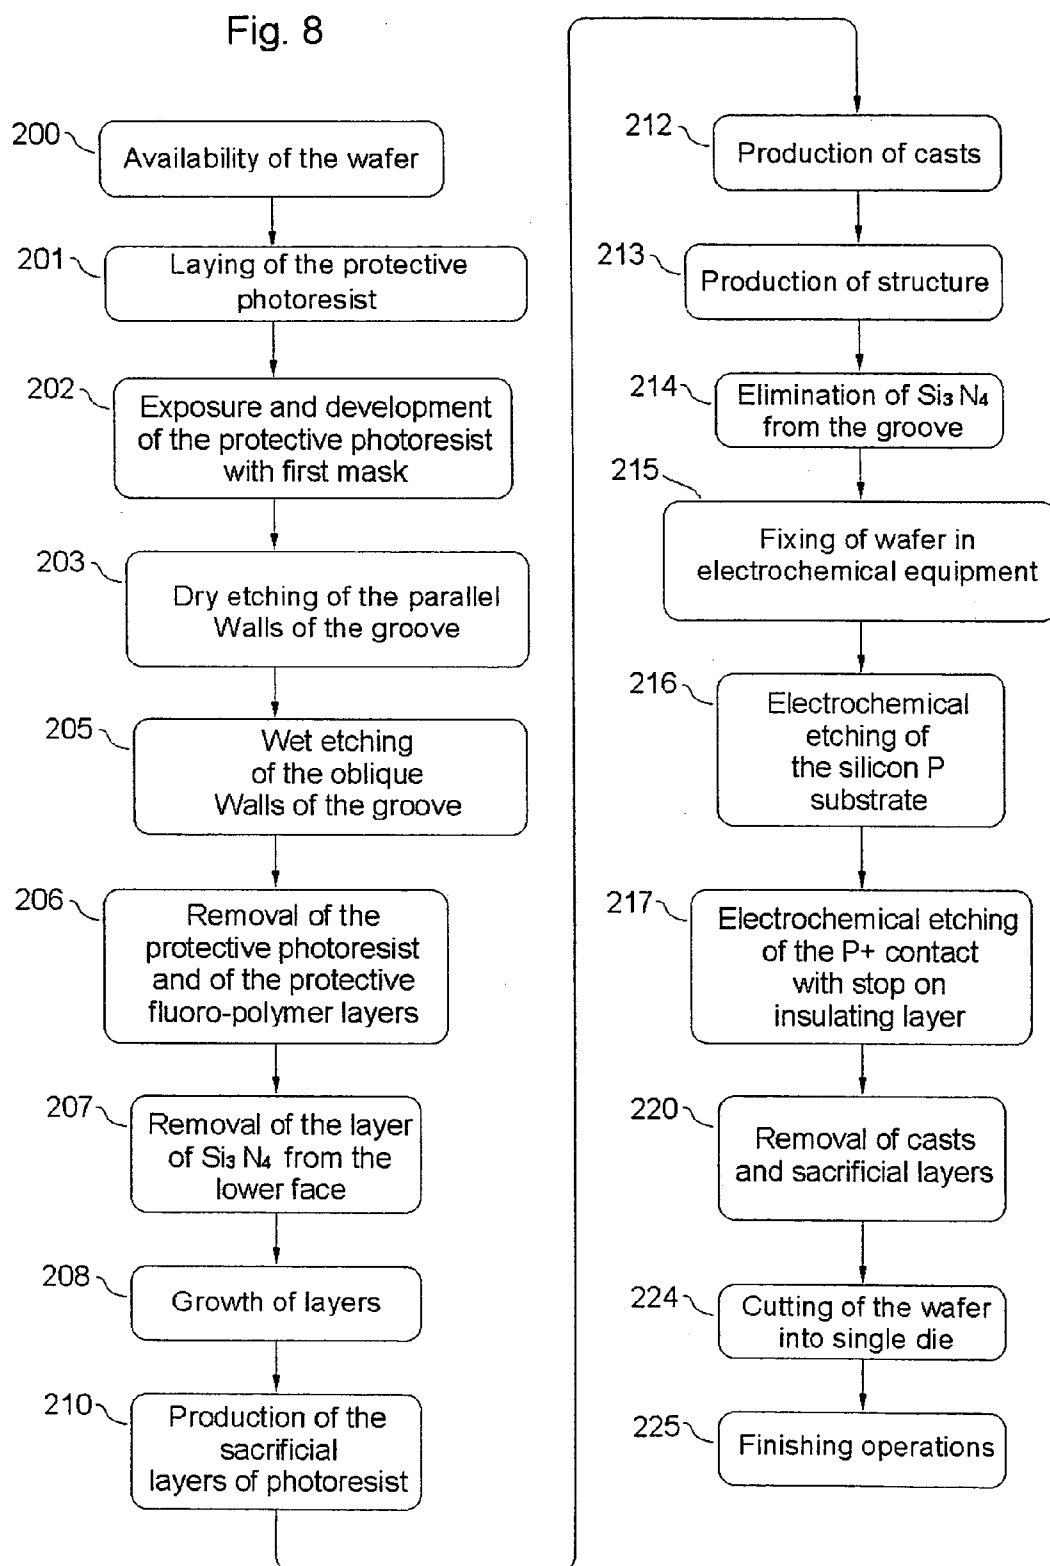 Fig. 8
200
Availability of the wafer
201
Laying of the protective
photoresist
202
Exposure and development
of the protective photoresist
with first mask
203
Dry etching of the parallel
Walls of the groove
205
Wet etching
of the oblique
Walls of the groove
206
Removal of the
protective photoresist
and of the protective
fluoro-polymer layers
207
Removal of the layer
of Si₃ N₄ from the
lower face
208
Growth of layers
210
Production of the
sacrificial
layers of photoresist
212
Production of casts
213
Production of structure
214
Elimination of Si₃ N₄
from the groove
215
Fixing of wafer in
electrochemical equipment
216
Electrochemical
etching of
the silicon P
substrate
217
Electrochemical etching
of the P+ contact
with stop on
insulating layer
220
Removal of casts
and sacrificial layers
224
Cutting of the wafer
into single die
225
Finishing operations